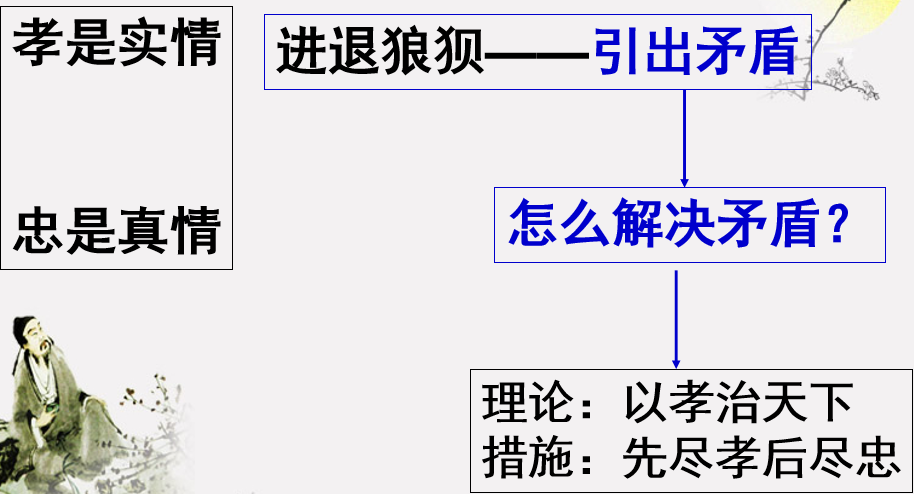 孝是实情
忠是真情
进退狼狈——引出矛盾
怎么解决矛盾？
理论：以孝治天下
措施：先尽孝后尽忠